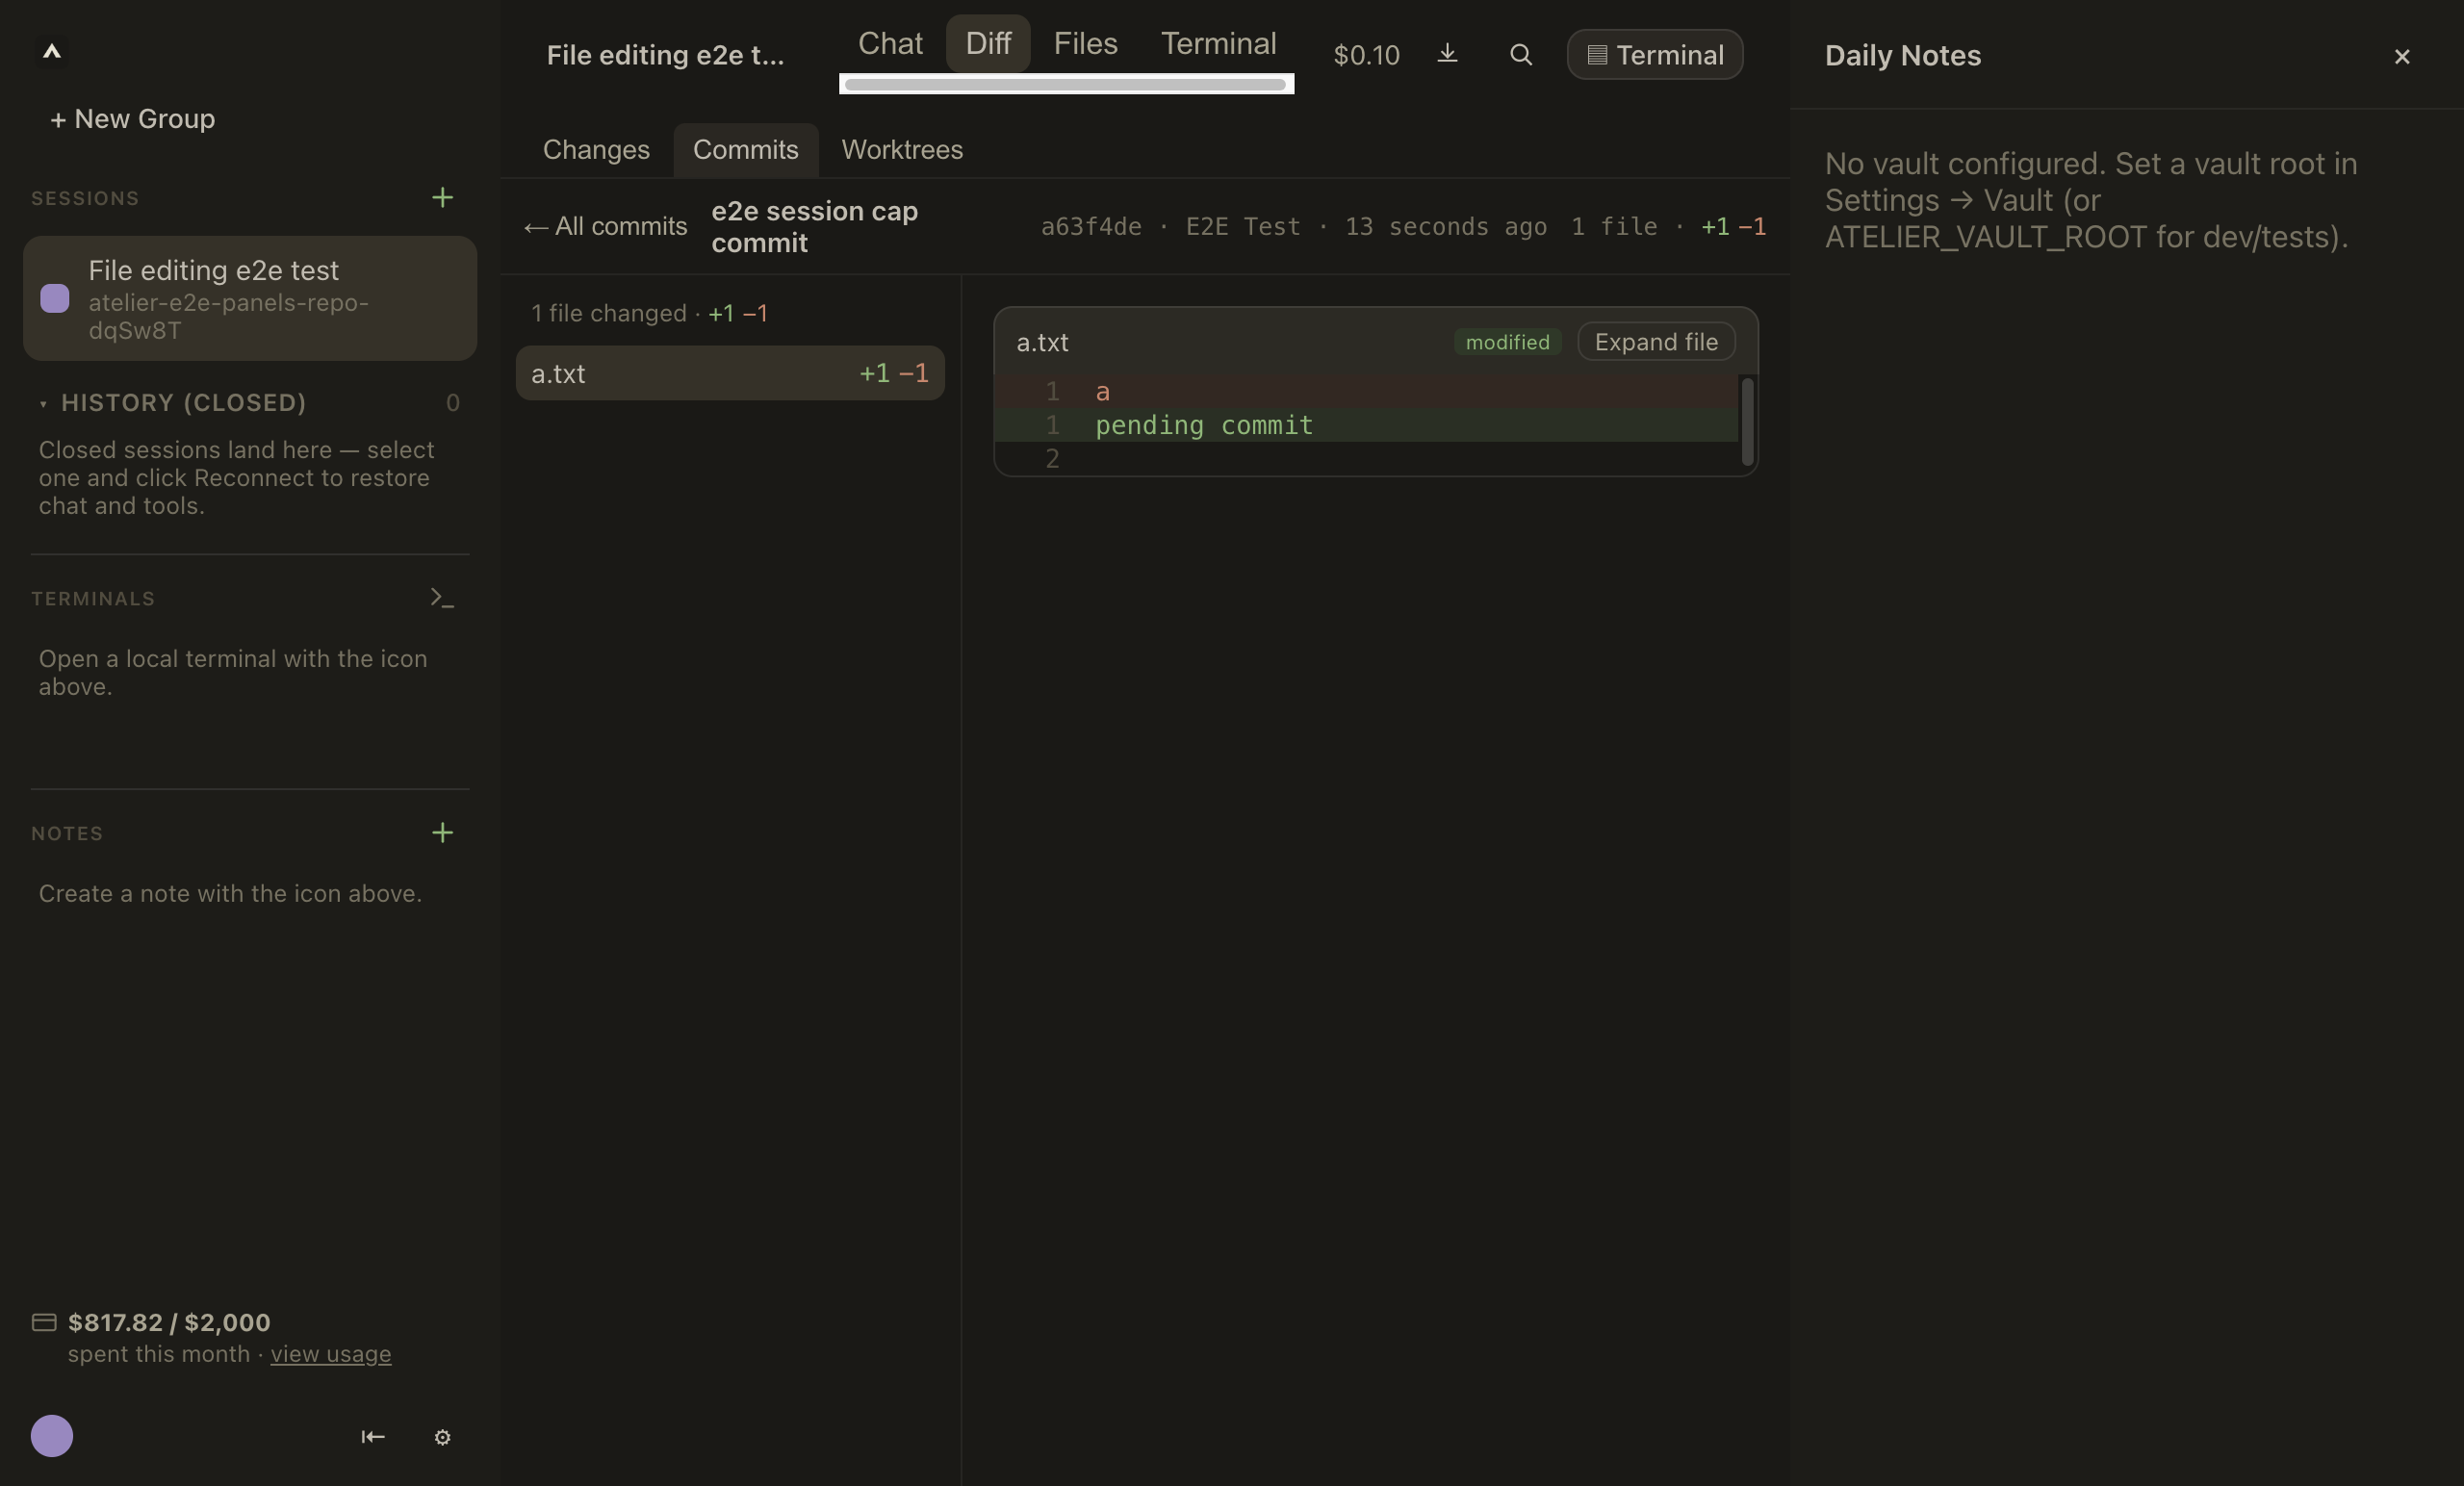 + New Group
SESSIONS
+
File editing e2e test
atelier-e2e-panels-repo-
dqSw8T
▾ HISTORY (CLOSED) 0
Closed sessions land here — select
one and click Reconnect to restore
chat and tools.
TERMINALS
Open a local terminal with the icon
above.
NOTES
+
Create a note with the icon above.
$817.82 / $2,000
spent this month · view usage
File editing e2e t...
Chat Diff Files Terminal
$0.10
Terminal
Changes Commits Worktrees
← All commits
e2e session cap
commit
a63f4de · E2E Test · 13 seconds ago 1 file · +1 −1
1 file changed · +1 −1
a.txt +1 −1
a.txt modified Expand file
1 a
1 pending commit
2
Daily Notes ×
No vault configured. Set a vault root in
Settings → Vault (or
ATELIER_VAULT_ROOT for dev/tests).